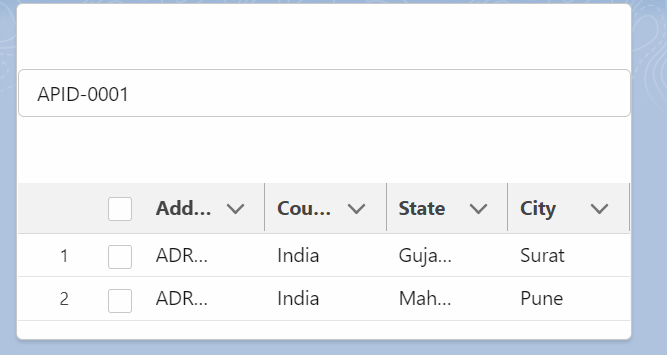 APID-0001
Add... Cou... State City
1 ADR... India Guja... Surat
2 ADR... India Mah... Pune